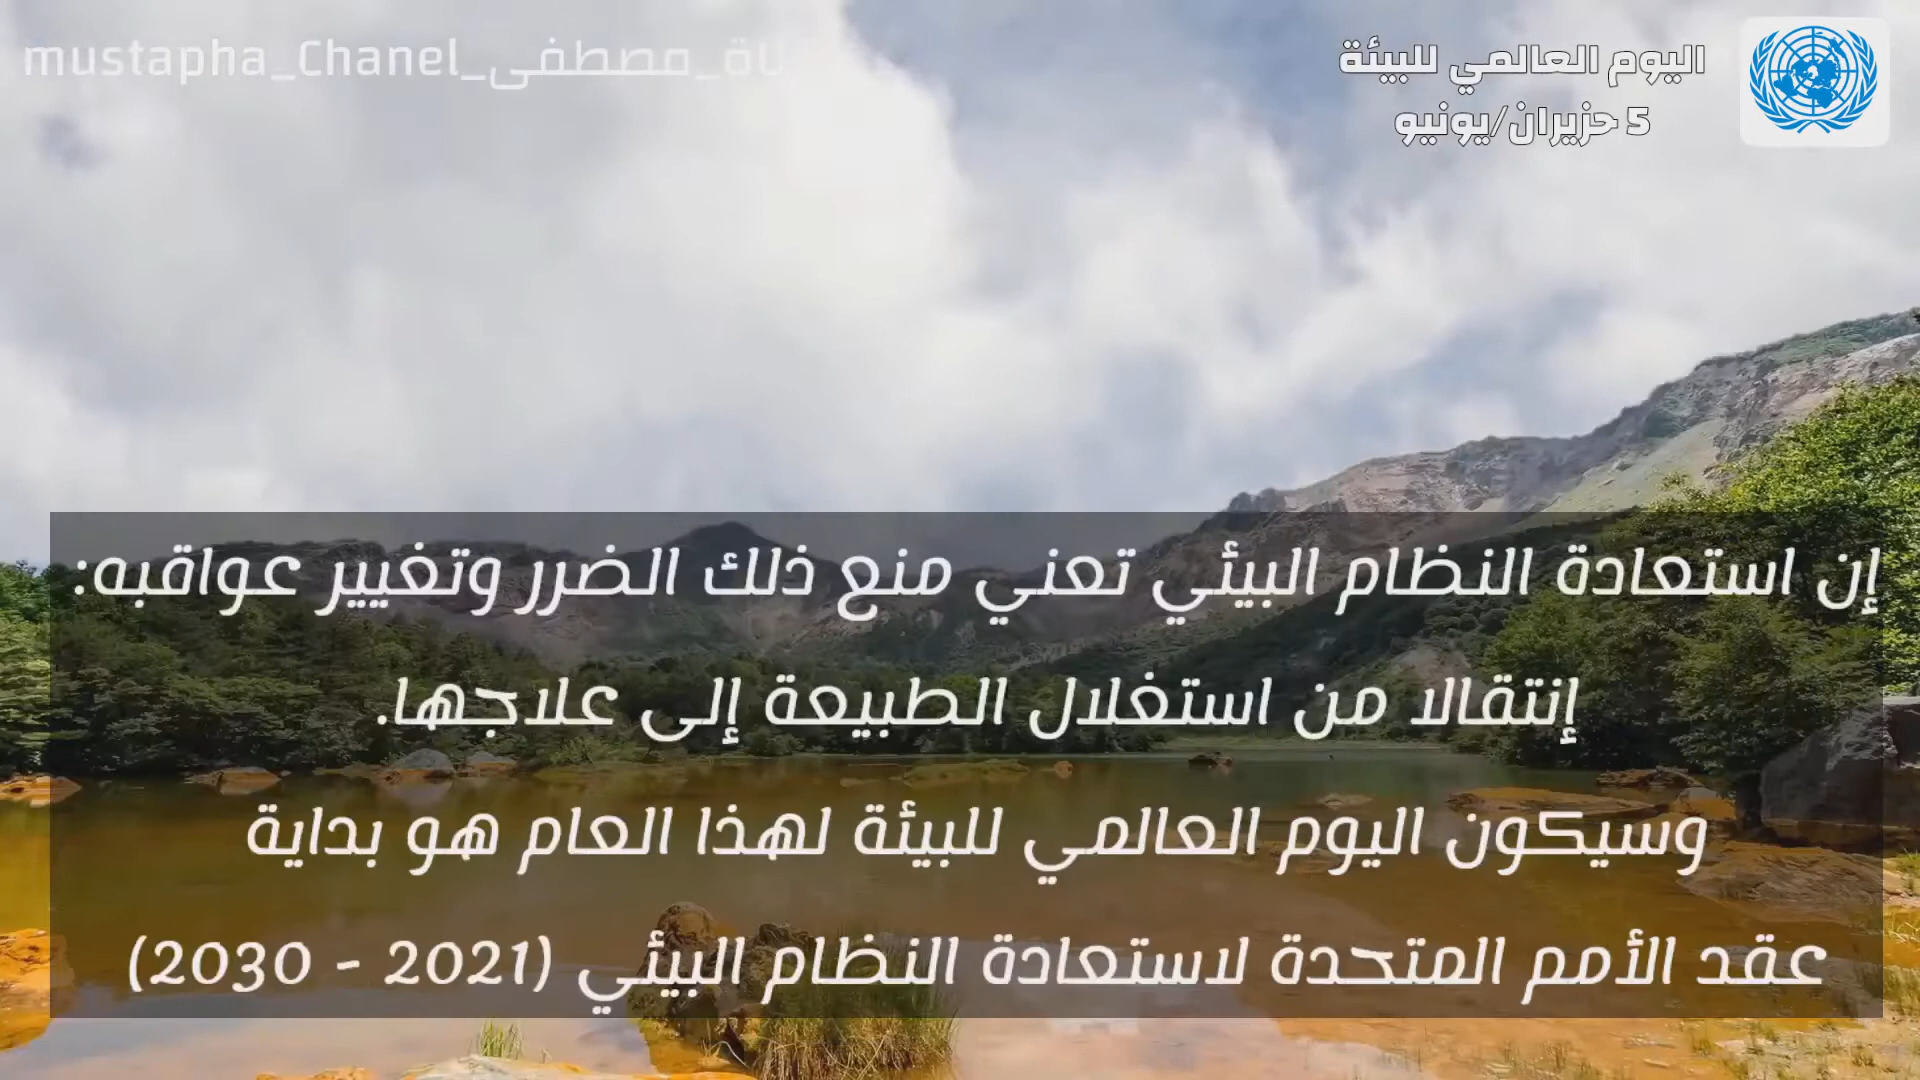 mustapha_Chanel_مصطفى_ـاة
اليوم العالمي للبيئة
5 حزيران/يونيو
إن استعادة النظام البيئي تعني منع ذلك الضرر وتغيير عواقبه:
إنتقالا من استغلال الطبيعة إلى علاجها.
وسيكون اليوم العالمي للبيئة لهذا العام هو بداية
عقد الأمم المتحدة لاستعادة النظام البيئي (2021 - 2030)